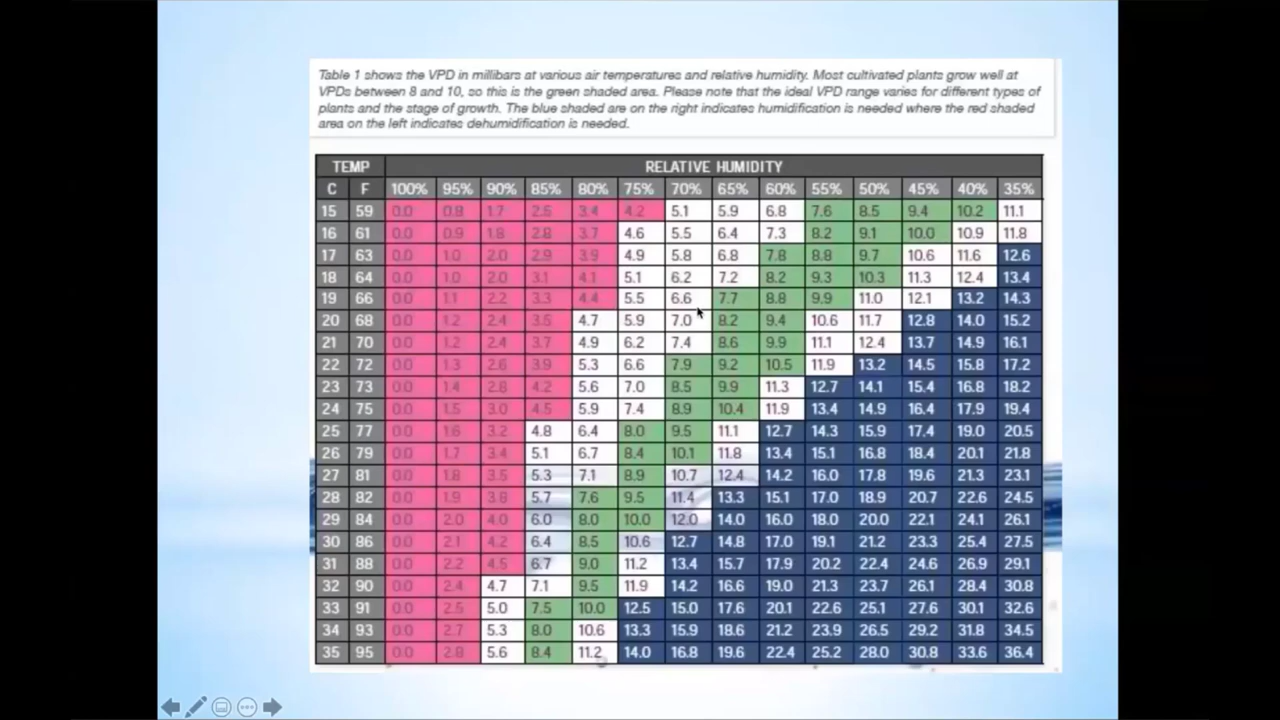 Table 1 shows the VPD in millibars at various air temperatures and relative humidity. Most cultivated plants grow well at
VPDs between 8 and 10, so this is the green shaded area. Please note that the ideal VPD range varies for different types of
plants and the stage of growth. The blue shaded are on the right indicates humidification is needed where the red shaded
area on the left indicates dehumidification is needed.
TEMP RELATIVE HUMIDITY
C F 100% 95% 90% 85% 80% 75% 70% 65% 60% 55% 50% 45% 40% 35%
15 59 0.0 0.8 1.7 2.5 3.4 4.2 5.1 5.9 6.8 7.6 8.5 9.4 10.2 11.1
16 61 0.0 0.9 1.8 2.8 3.7 4.6 5.5 6.4 7.3 8.2 9.1 10.0 10.9 11.8
17 63 0.0 1.0 2.0 2.9 3.9 4.9 5.8 6.8 7.8 8.8 9.7 10.6 11.6 12.6
18 64 0.0 1.0 2.0 3.1 4.1 5.1 6.2 7.2 8.2 9.3 10.3 11.3 12.4 13.4
19 66 0.0 1.1 2.2 3.3 4.4 5.5 6.6 7.7 8.8 9.9 11.0 12.1 13.2 14.3
20 68 0.0 1.2 2.4 3.5 4.7 5.9 7.0 8.2 9.4 10.6 11.7 12.8 14.0 15.2
21 70 0.0 1.2 2.4 3.7 4.9 6.2 7.4 8.6 9.9 11.1 12.4 13.7 14.9 16.1
22 72 0.0 1.3 2.6 3.9 5.3 6.6 7.9 9.2 10.5 11.9 13.2 14.5 15.8 17.2
23 73 0.0 1.4 2.8 4.2 5.6 7.0 8.5 9.9 11.3 12.7 14.1 15.4 16.8 18.2
24 75 0.0 1.5 3.0 4.5 5.9 7.4 8.9 10.4 11.9 13.4 14.9 16.4 17.9 19.4
25 77 0.0 1.6 3.2 4.8 6.4 8.0 9.5 11.1 12.7 14.3 15.9 17.4 19.0 20.5
26 79 0.0 1.7 3.4 5.1 6.7 8.4 10.1 11.8 13.4 15.1 16.8 18.4 20.1 21.8
27 81 0.0 1.8 3.5 5.3 7.1 8.9 10.7 12.4 14.2 16.0 17.8 19.6 21.3 23.1
28 82 0.0 1.9 3.8 5.7 7.6 9.5 11.4 13.3 15.1 17.0 18.9 20.7 22.6 24.5
29 84 0.0 2.0 4.0 6.0 8.0 10.0 12.0 14.0 16.0 18.0 20.0 22.1 24.1 26.1
30 86 0.0 2.1 4.2 6.4 8.5 10.6 12.7 14.8 17.0 19.1 21.2 23.3 25.4 27.5
31 88 0.0 2.2 4.5 6.7 9.0 11.2 13.4 15.7 17.9 20.2 22.4 24.6 26.9 29.1
32 90 0.0 2.4 4.7 7.1 9.5 11.9 14.2 16.6 19.0 21.3 23.7 26.1 28.4 30.8
33 91 0.0 2.5 5.0 7.5 10.0 12.5 15.0 17.6 20.1 22.6 25.1 27.6 30.1 32.6
34 93 0.0 2.7 5.3 8.0 10.6 13.3 15.9 18.6 21.2 23.9 26.5 29.2 31.8 34.5
35 95 0.0 2.8 5.6 8.4 11.2 14.0 16.8 19.6 22.4 25.2 28.0 30.8 33.6 36.4